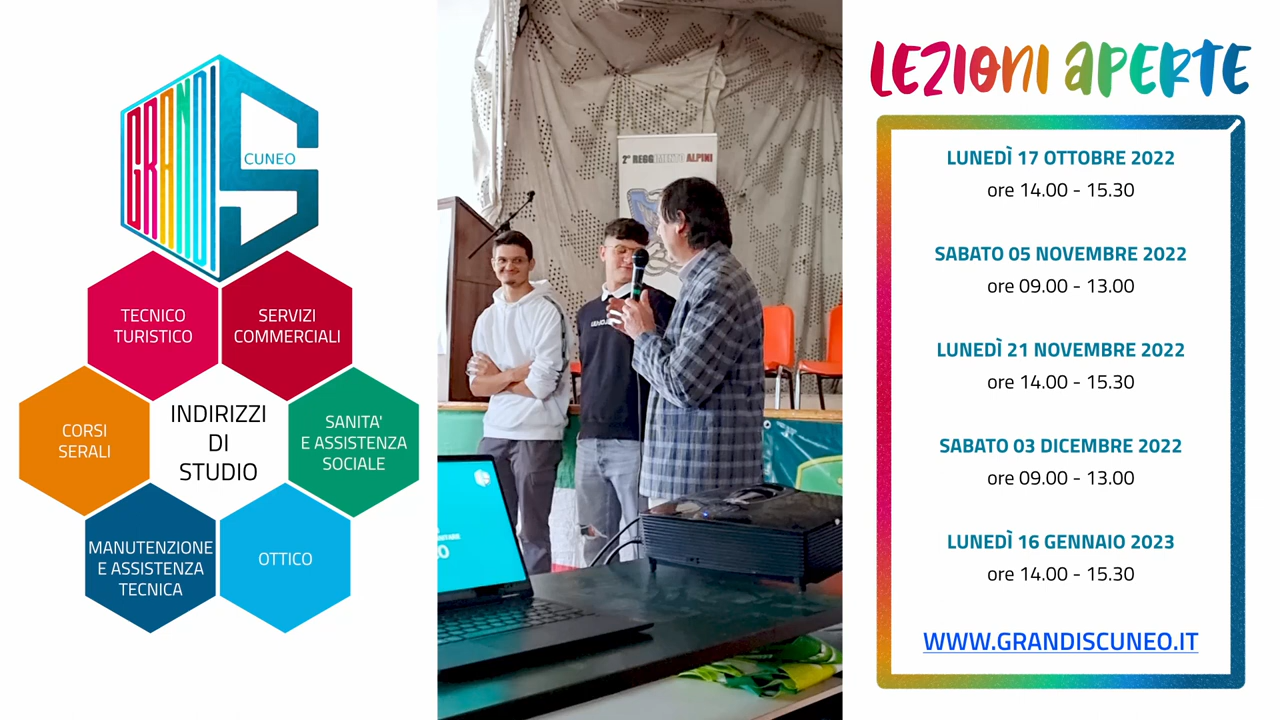 GRANDI
S
CUNEO
TECNICO
TURISTICO
SERVIZI
COMMERCIALI
CORSI
SERALI
INDIRIZZI
DI
STUDIO
SANITA'
E ASSISTENZA
SOCIALE
MANUTENZIONE
E ASSISTENZA
TECNICA
OTTICO
2° REGGIMENTO ALPINI
LEZIONI APERTE
LUNEDÌ 17 OTTOBRE 2022
ore 14.00 - 15.30
SABATO 05 NOVEMBRE 2022
ore 09.00 - 13.00
LUNEDÌ 21 NOVEMBRE 2022
ore 14.00 - 15.30
SABATO 03 DICEMBRE 2022
ore 09.00 - 13.00
LUNEDÌ 16 GENNAIO 2023
ore 14.00 - 15.30
WWW.GRANDISCUNEO.IT